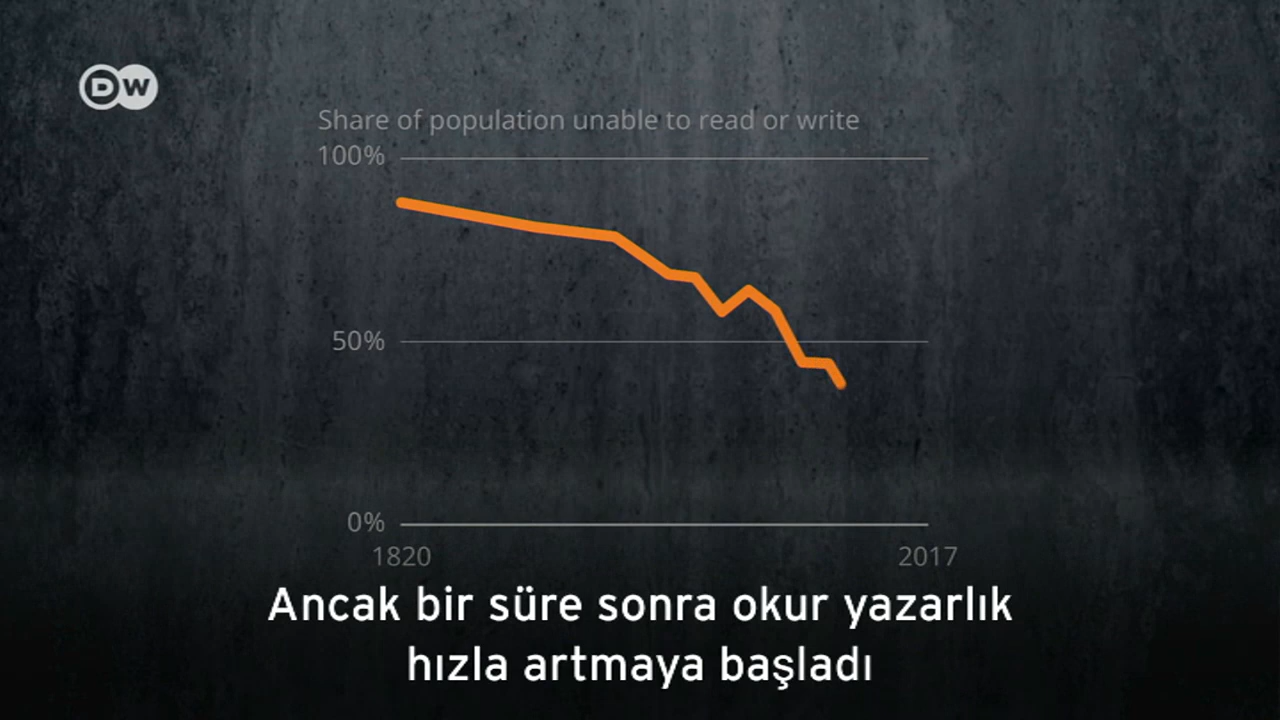 DW
Share of population unable to read or write
100%
50%
0%
1820 2017
Ancak bir süre sonra okur yazarlık
hızla artmaya başladı